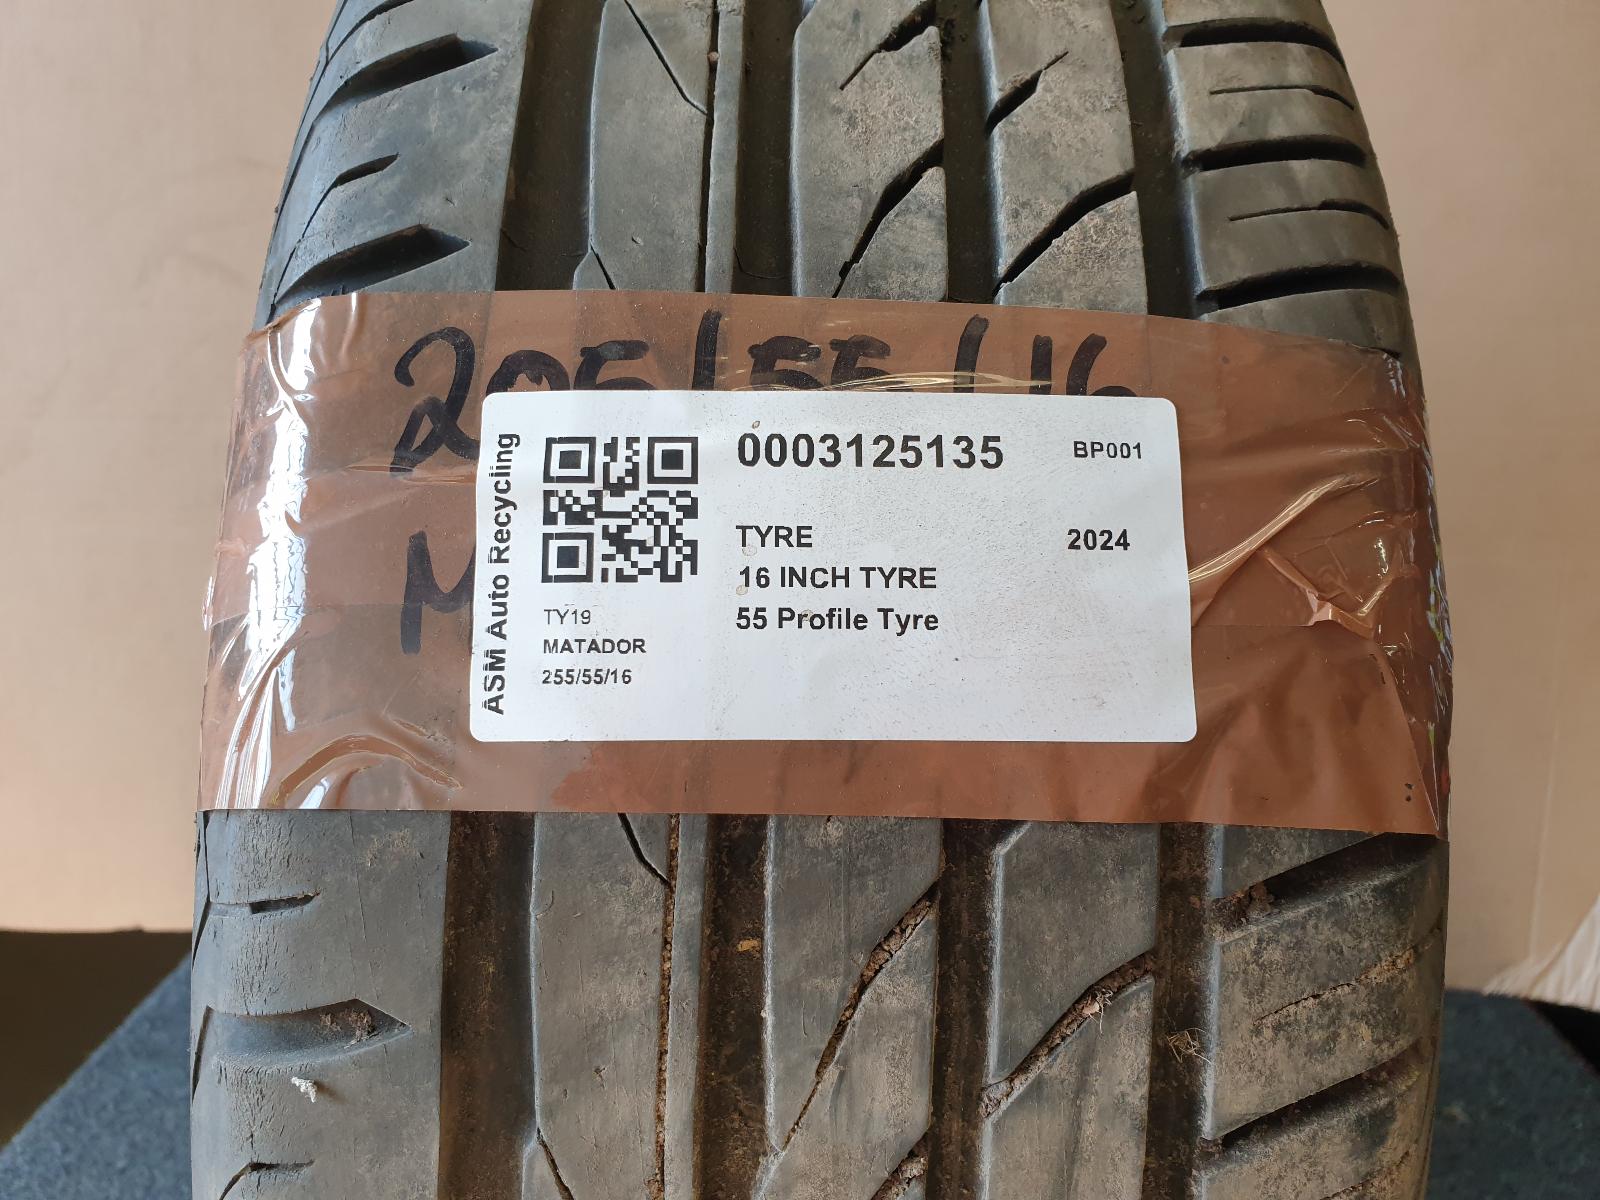 205/55/16
M
ASM Auto Recycling
0003125135
BP001
TYRE
2024
16 INCH TYRE
55 Profile Tyre
TY19
MATADOR
255/55/16